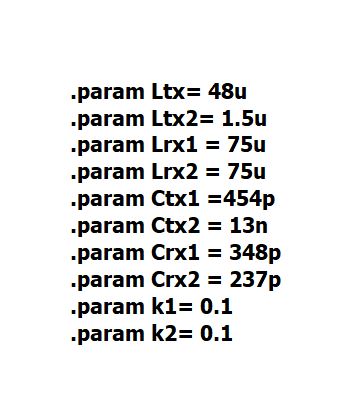 .param Ltx= 48u
.param Ltx2= 1.5u
.param Lrx1 = 75u
.param Lrx2 = 75u
.param Ctx1 =454p
.param Ctx2 = 13n
.param Crx1 = 348p
.param Crx2 = 237p
.param k1= 0.1
.param k2= 0.1